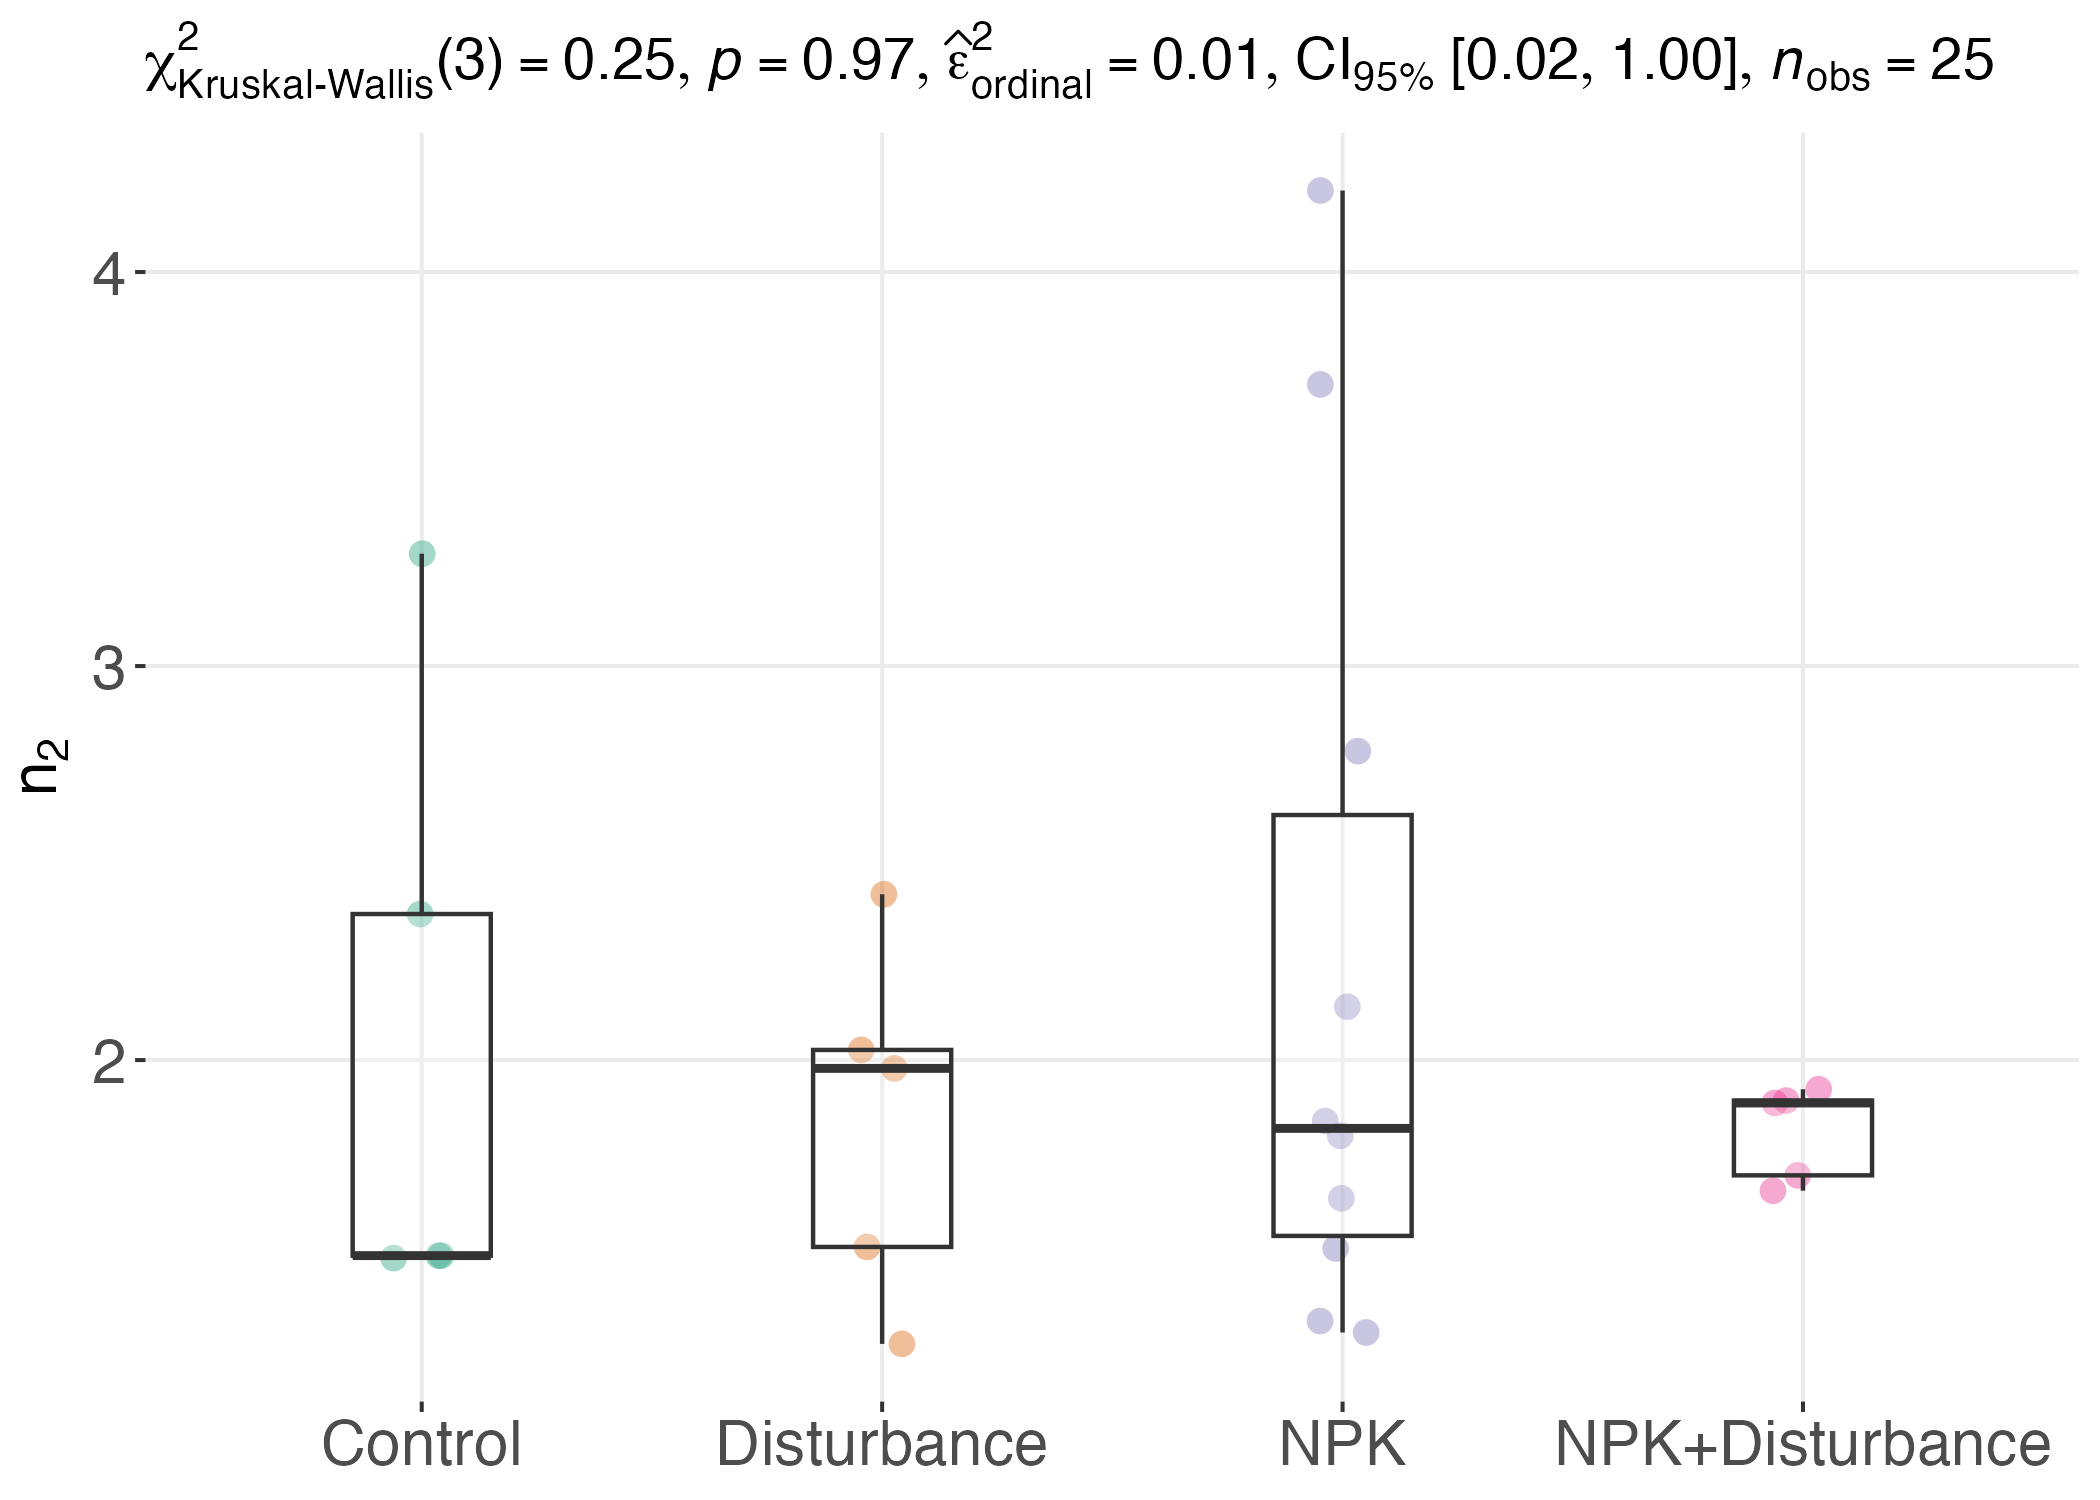 χ²Kruskal-Wallis(3) = 0.25, p = 0.97, ε̂²ordinal = 0.01, CI95% [0.02, 1.00], nobs = 25
4
3
2
n₂
Control Disturbance NPK NPK+Disturbance